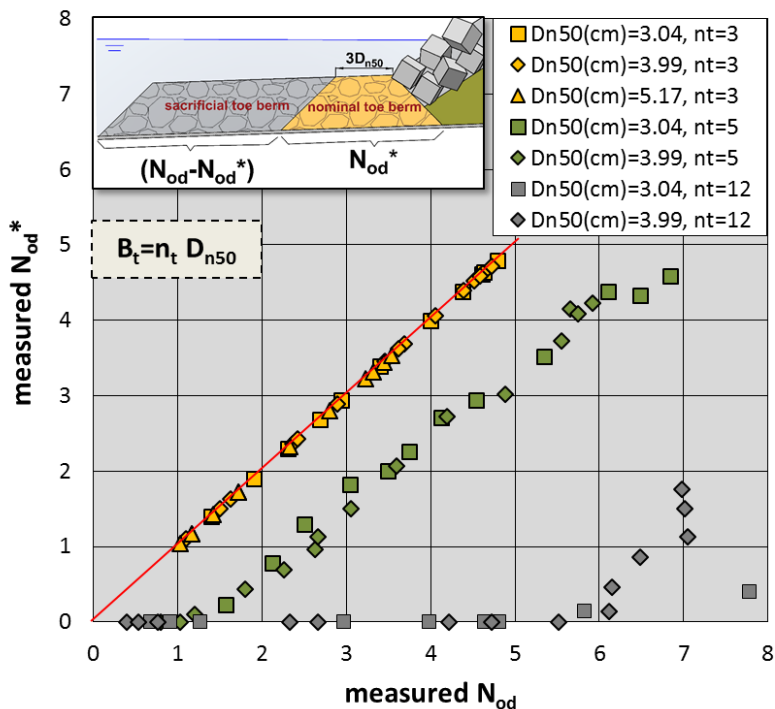 8
7
6
5
4
3
2
1
0
measured Nod*
3Dn50
sacrificial toe berm
nominal toe berm
(Nod-Nod*)
Nod*
Bt=nt Dn50
Dn50(cm)=3.04, nt=3
Dn50(cm)=3.99, nt=3
Dn50(cm)=5.17, nt=3
Dn50(cm)=3.04, nt=5
Dn50(cm)=3.99, nt=5
Dn50(cm)=3.04, nt=12
Dn50(cm)=3.99, nt=12
0 1 2 3 4 5 6 7 8
measured Nod